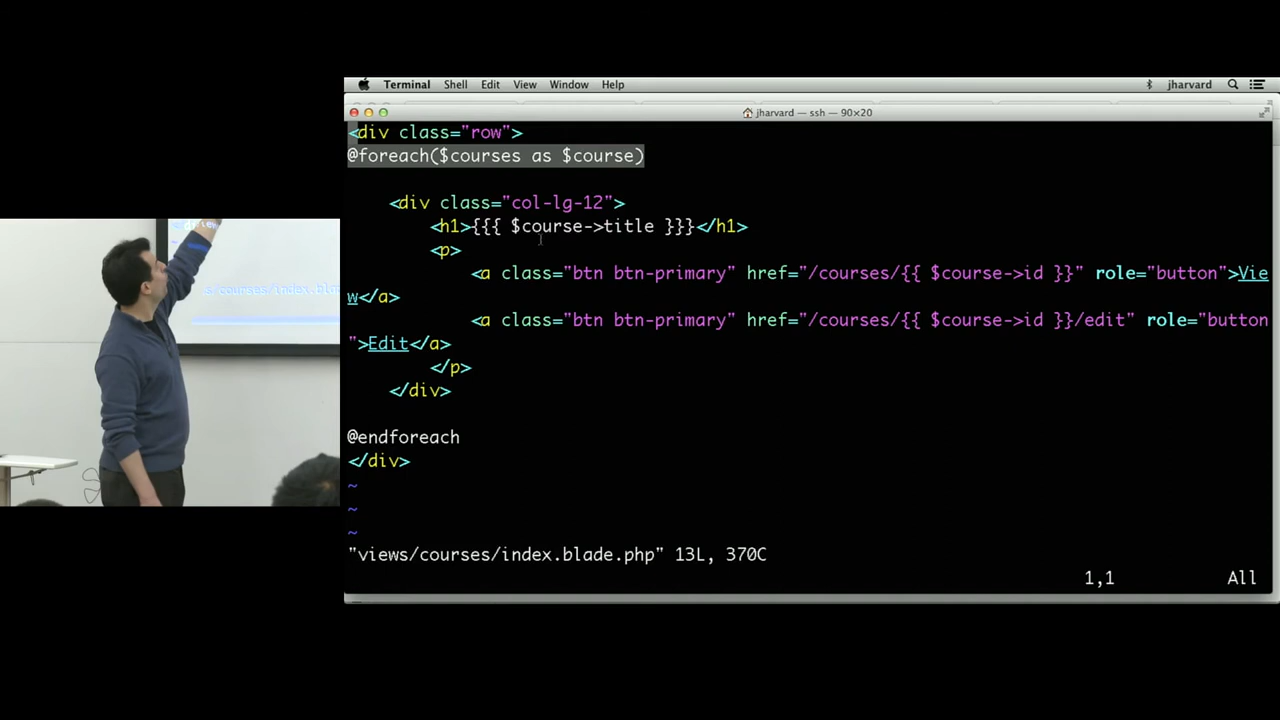 Terminal Shell Edit View Window Help jharvard
jharvard — ssh — 90×20
<div class="row">
@foreach($courses as $course)
<div class="col-lg-12">
<h1>{{{ $course->title }}}</h1>
<p>
<a class="btn btn-primary" href="/courses/{{ $course->id }}" role="button">Vie
w</a>
<a class="btn btn-primary" href="/courses/{{ $course->id }}/edit" role="button
">Edit</a>
</p>
</div>
@endforeach
</div>
~
~
~
"views/courses/index.blade.php" 13L, 370C
1,1 All
s/courses/index.bla